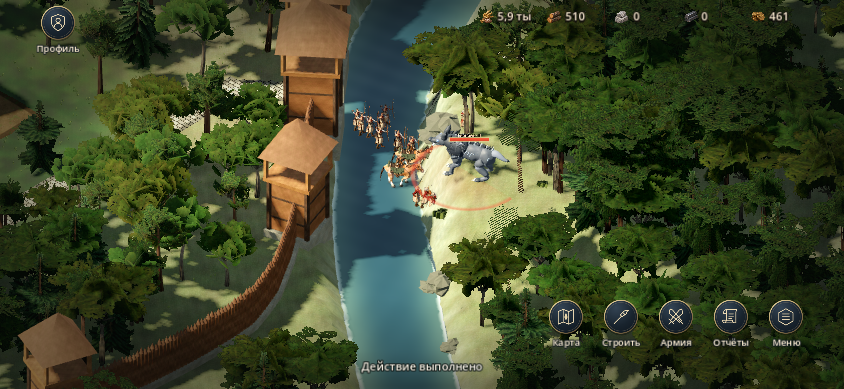 5,9 ты
510
0
0
461
Профиль
Карта
Строить
Армия
Отчёты
Меню
Действие выполнено